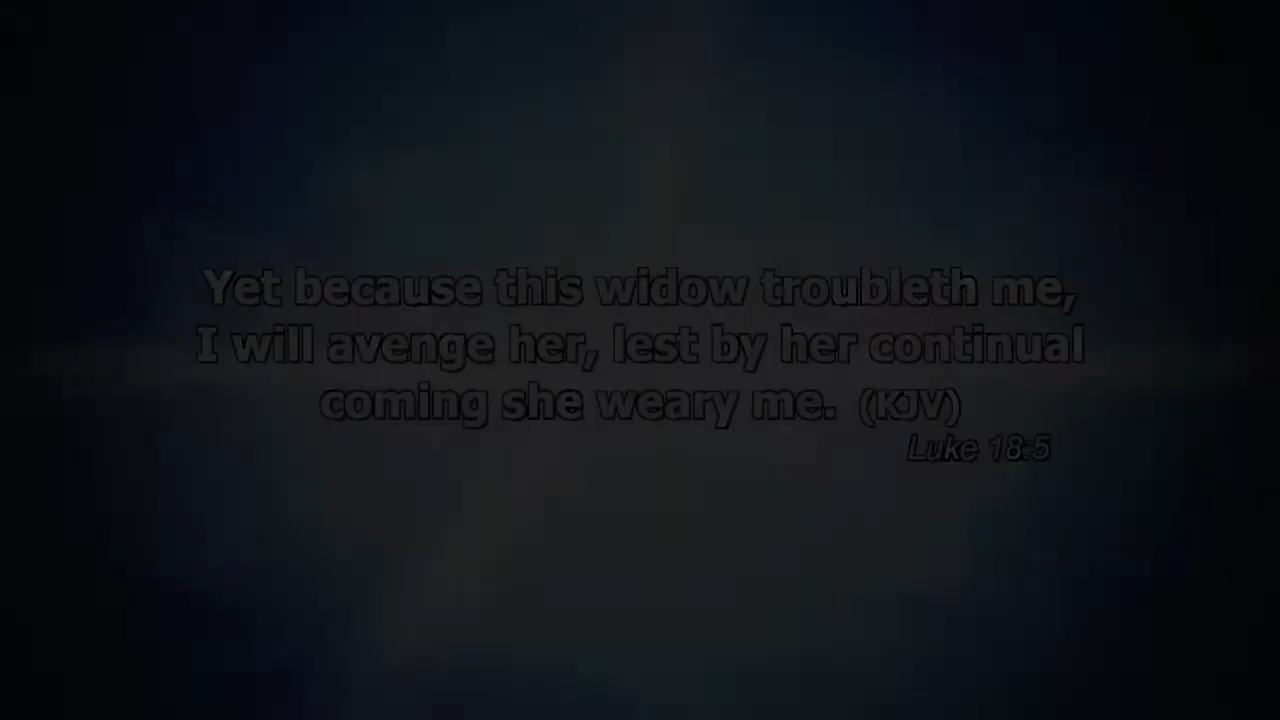 Yet because this widow troubleth me,
I will avenge her, lest by her continual
coming she weary me. (KJV)
Luke 18:5